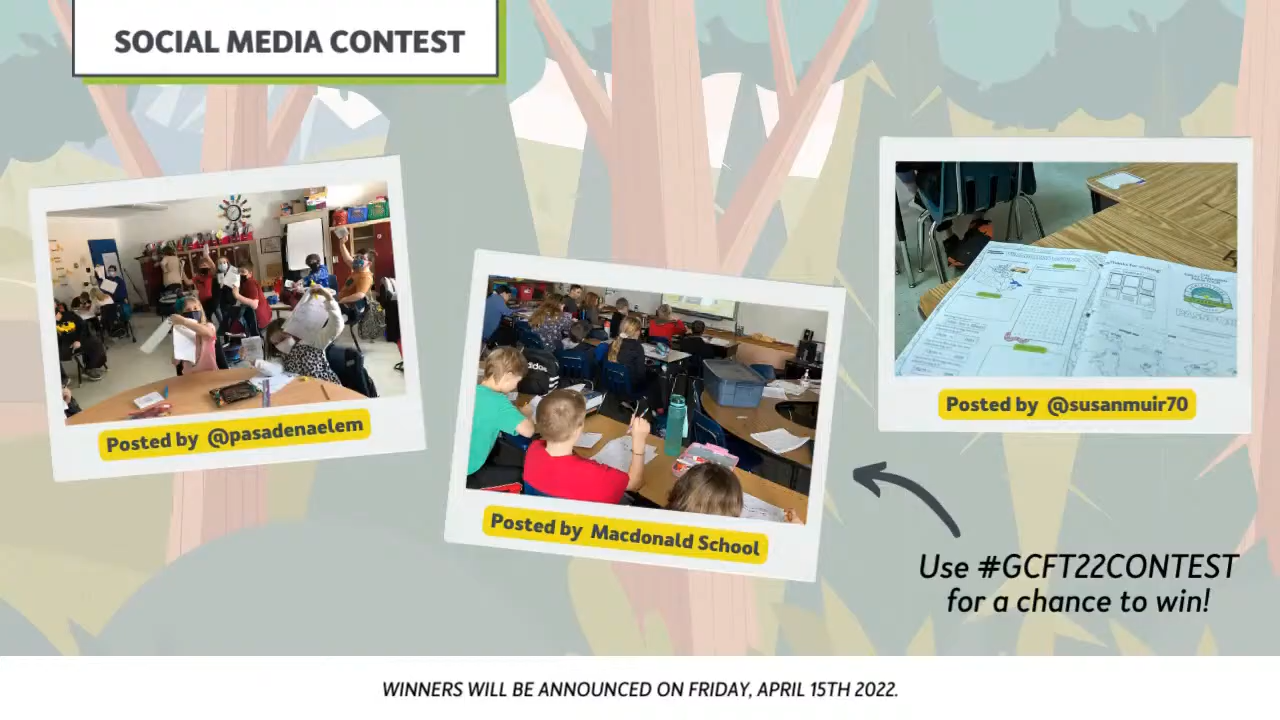 SOCIAL MEDIA CONTEST
Posted by @pasadenaelem
Posted by Macdonald School
Posted by @susanmuir70
Use #GCFT22CONTEST
for a chance to win!
WINNERS WILL BE ANNOUNCED ON FRIDAY, APRIL 15TH 2022.